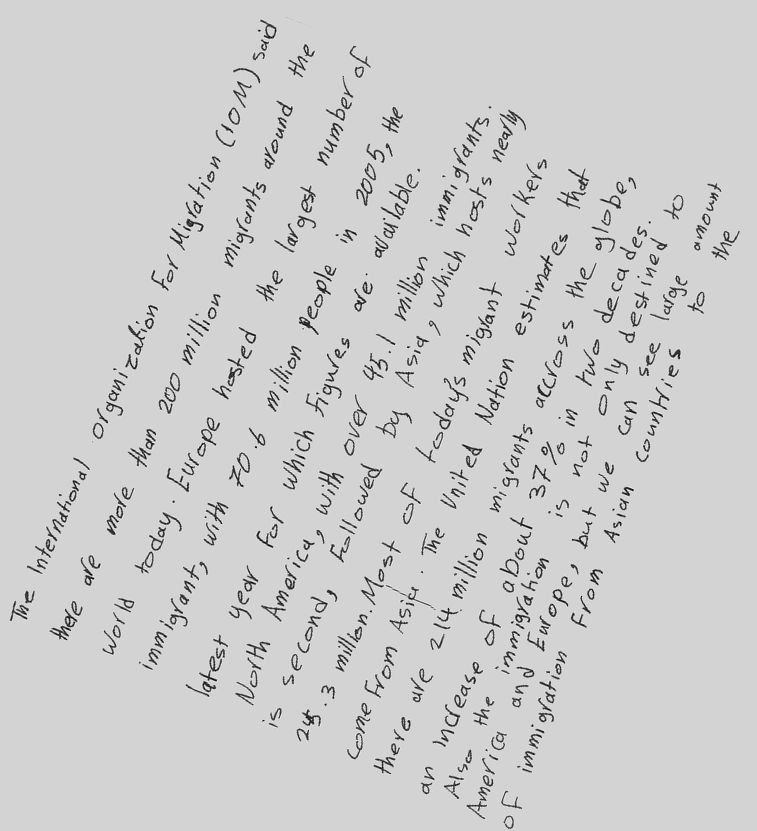 The International organization For Migration (IOM) said
there are more than 200 million migrants around the
world today. Europe hosted the largest number of
immigrant, with 70.6 million people in 2005, the
latest year For which Figures are available.
North America, with over 45.1 million immigrants.
is second, Followed by Asia, which hosts nearly
25.3 million. Most of today's migrant workers
come From Asia. The United Nation estimates that
there are 214 million migrants accross the globe,
an increase of about 37% in two decades.
Also the immigration is not only destined to
America and Europe, but we can see large amount
of immigration From Asian countries to the